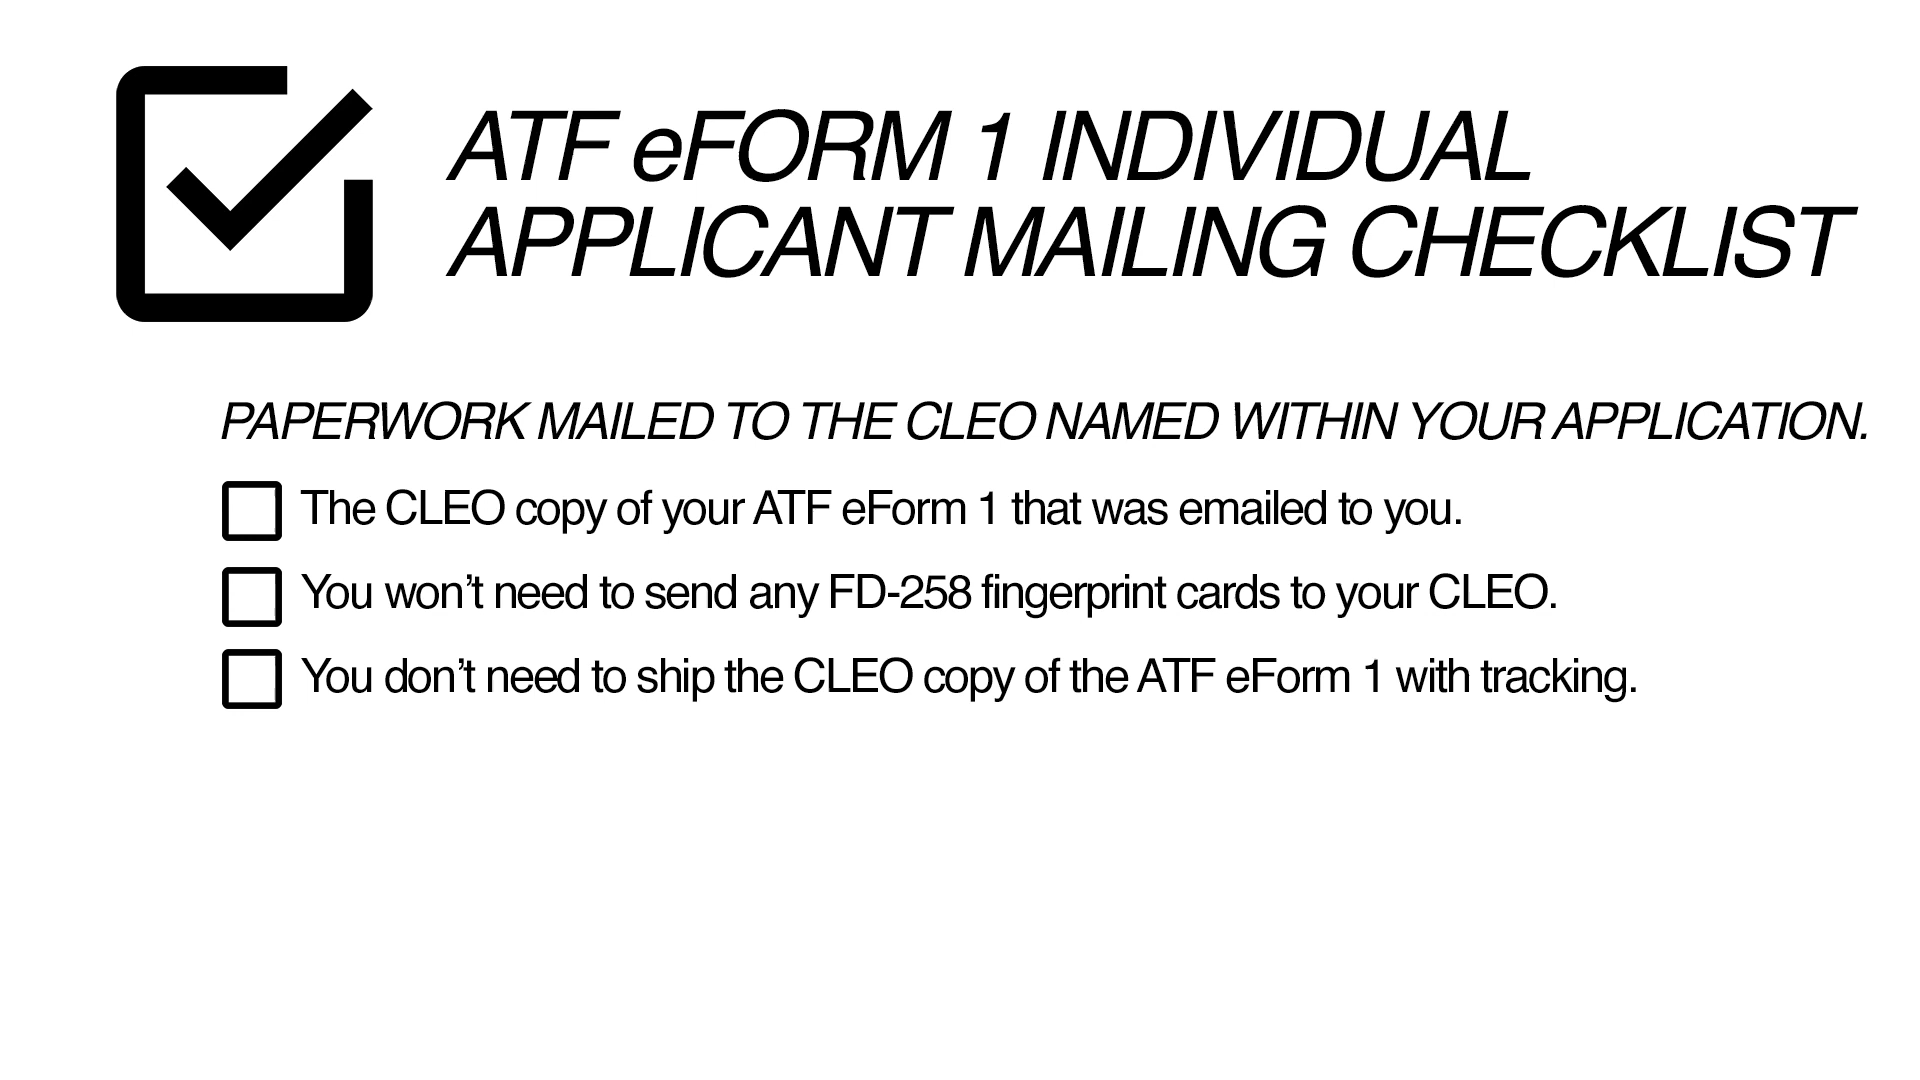 ATF eFORM 1 INDIVIDUAL
APPLICANT MAILING CHECKLIST
PAPERWORK MAILED TO THE CLEO NAMED WITHIN YOUR APPLICATION.
The CLEO copy of your ATF eForm 1 that was emailed to you.
You won’t need to send any FD-258 fingerprint cards to your CLEO.
You don’t need to ship the CLEO copy of the ATF eForm 1 with tracking.